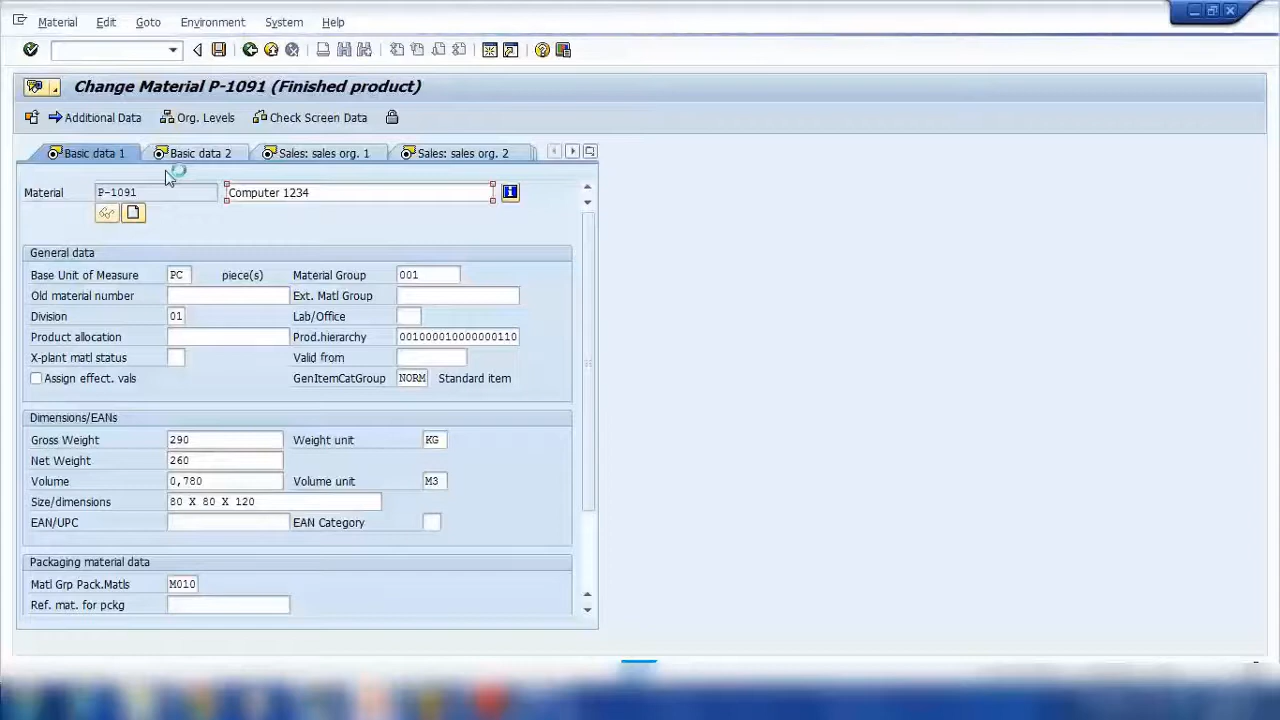 Material Edit Goto Environment System Help
Change Material P-1091 (Finished product)
Additional Data Org. Levels Check Screen Data
Basic data 1 Basic data 2 Sales: sales org. 1 Sales: sales org. 2
Material P-1091 Computer 1234
General data
Base Unit of Measure PC piece(s) Material Group 001
Old material number Ext. Matl Group
Division 01 Lab/Office
Product allocation Prod.hierarchy 001000010000000110
X-plant matl status Valid from
Assign effect. vals GenItemCatGroup NORM Standard item
Dimensions/EANs
Gross Weight 290 Weight unit KG
Net Weight 260
Volume 0,780 Volume unit M3
Size/dimensions 80 X 80 X 120
EAN/UPC EAN Category
Packaging material data
Matl Grp Pack.Matls M010
Ref. mat. for pckg